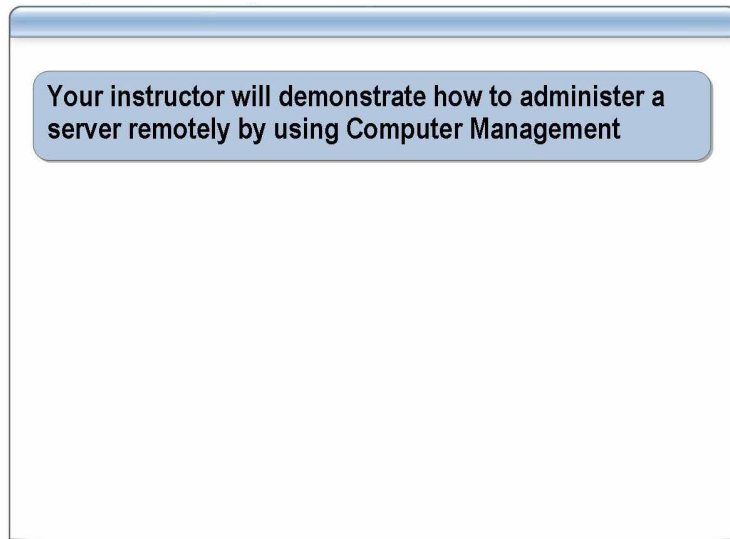 Your instructor will demonstrate how to administer a
server remotely by using Computer Management